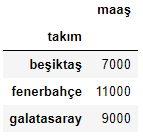 maaş
takım
beşiktaş 7000
fenerbahçe 11000
galatasaray 9000